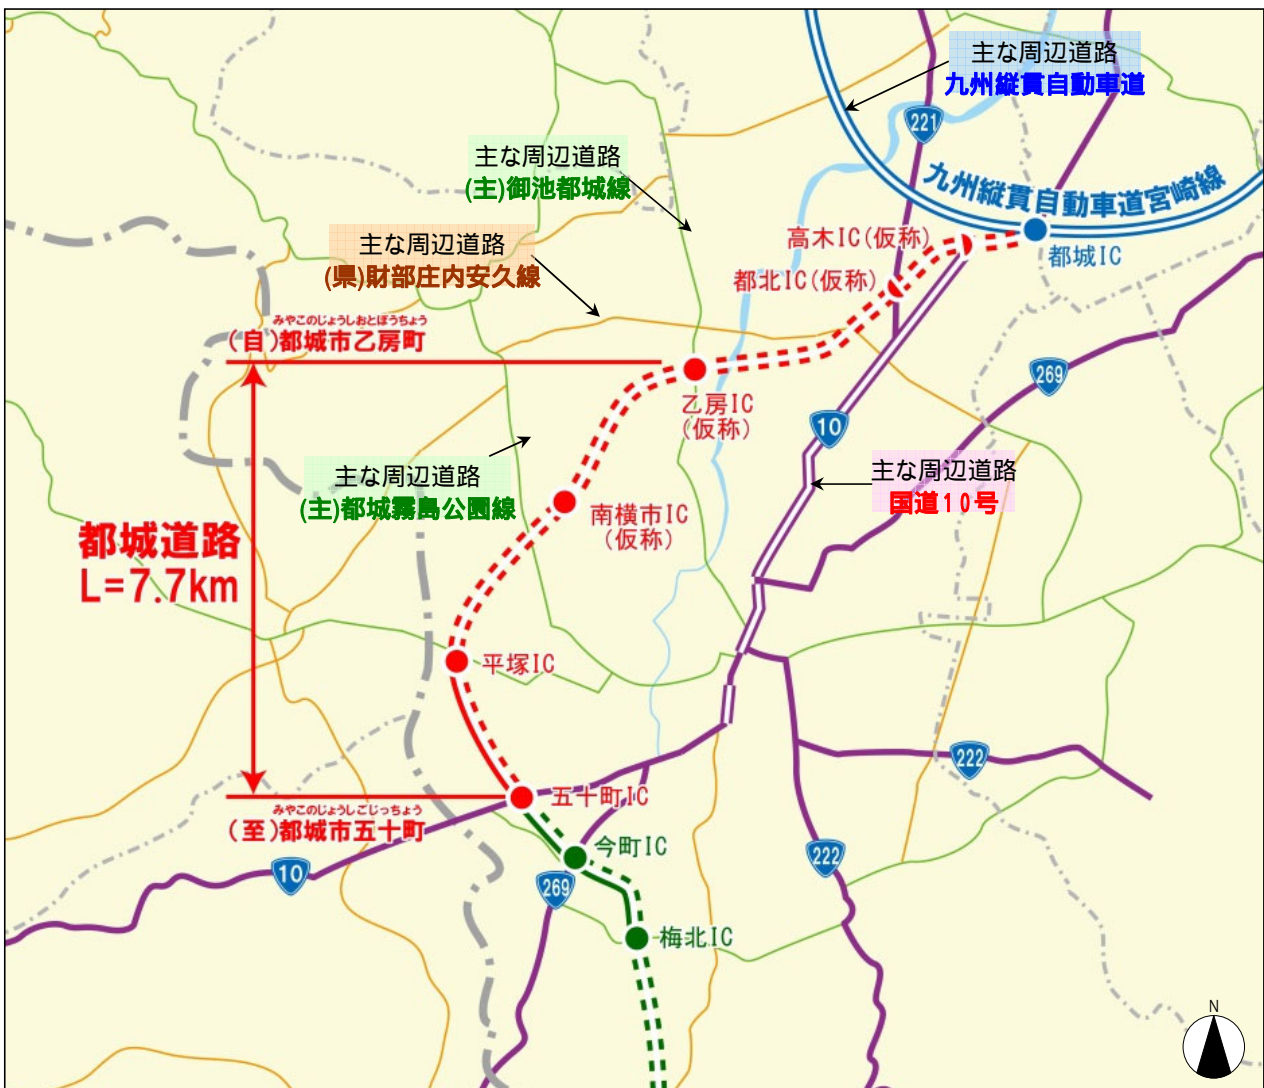 主な周辺道路
九州縦貫自動車道
221
主な周辺道路
(主)御池都城線
九州縦貫自動車道宮崎線
高木IC(仮称)
都城IC
主な周辺道路
(県)財部庄内安久線
都北IC(仮称)
みやこのじょうしおとぼうちょう
(自)都城市乙房町
269
乙房IC
(仮称)
10
主な周辺道路
国道10号
主な周辺道路
(主)都城霧島公園線
南横市IC
(仮称)
都城道路
L=7.7km
平塚IC
222
五十町IC
みやこのじょうしごじっちょう
(至)都城市五十町
今町IC
222
10
269
梅北IC
N